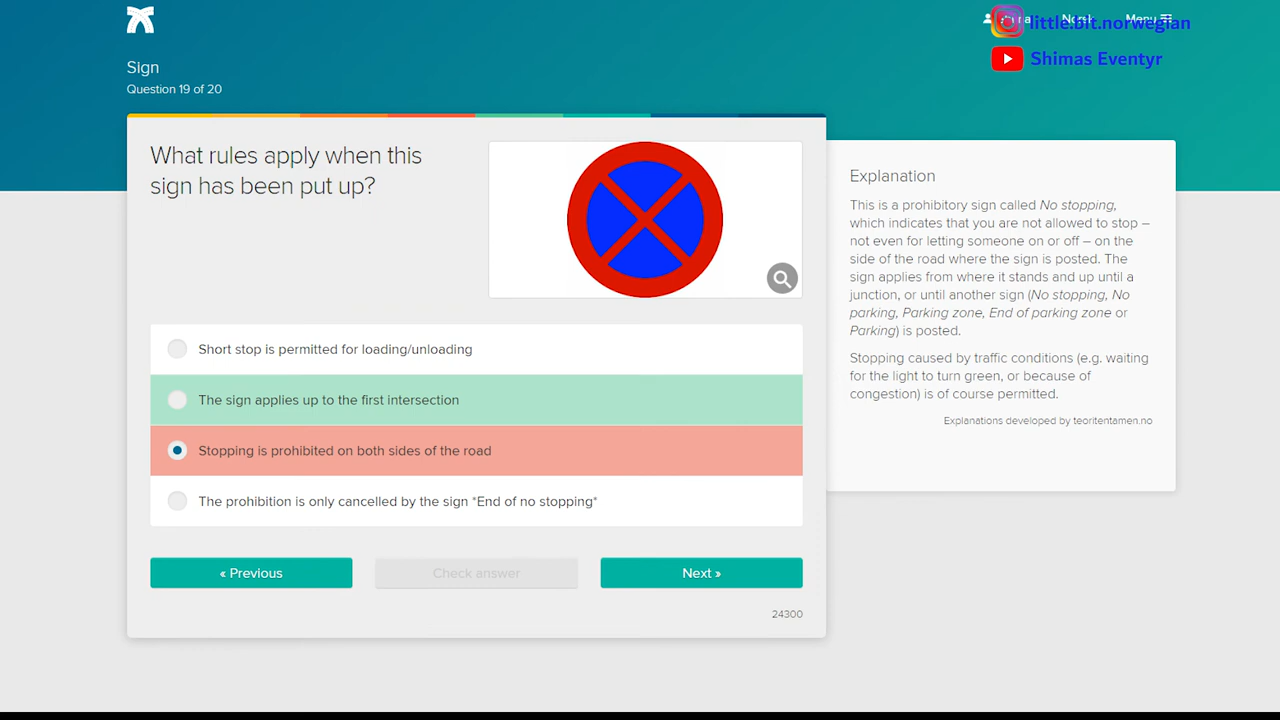 Norsk
Menu
little.bit.norwegian
Shimas Eventyr
Sign
Question 19 of 20
What rules apply when this
sign has been put up?
Short stop is permitted for loading/unloading
The sign applies up to the first intersection
Stopping is prohibited on both sides of the road
The prohibition is only cancelled by the sign "End of no stopping"
« Previous
Check answer
Next »
24300
Explanation
This is a prohibitory sign called No stopping,
which indicates that you are not allowed to stop –
not even for letting someone on or off – on the
side of the road where the sign is posted. The
sign applies from where it stands and up until a
junction, or until another sign (No stopping, No
parking, Parking zone, End of parking zone or
Parking) is posted.
Stopping caused by traffic conditions (e.g. waiting
for the light to turn green, or because of
congestion) is of course permitted.
Explanations developed by teoritentamen.no